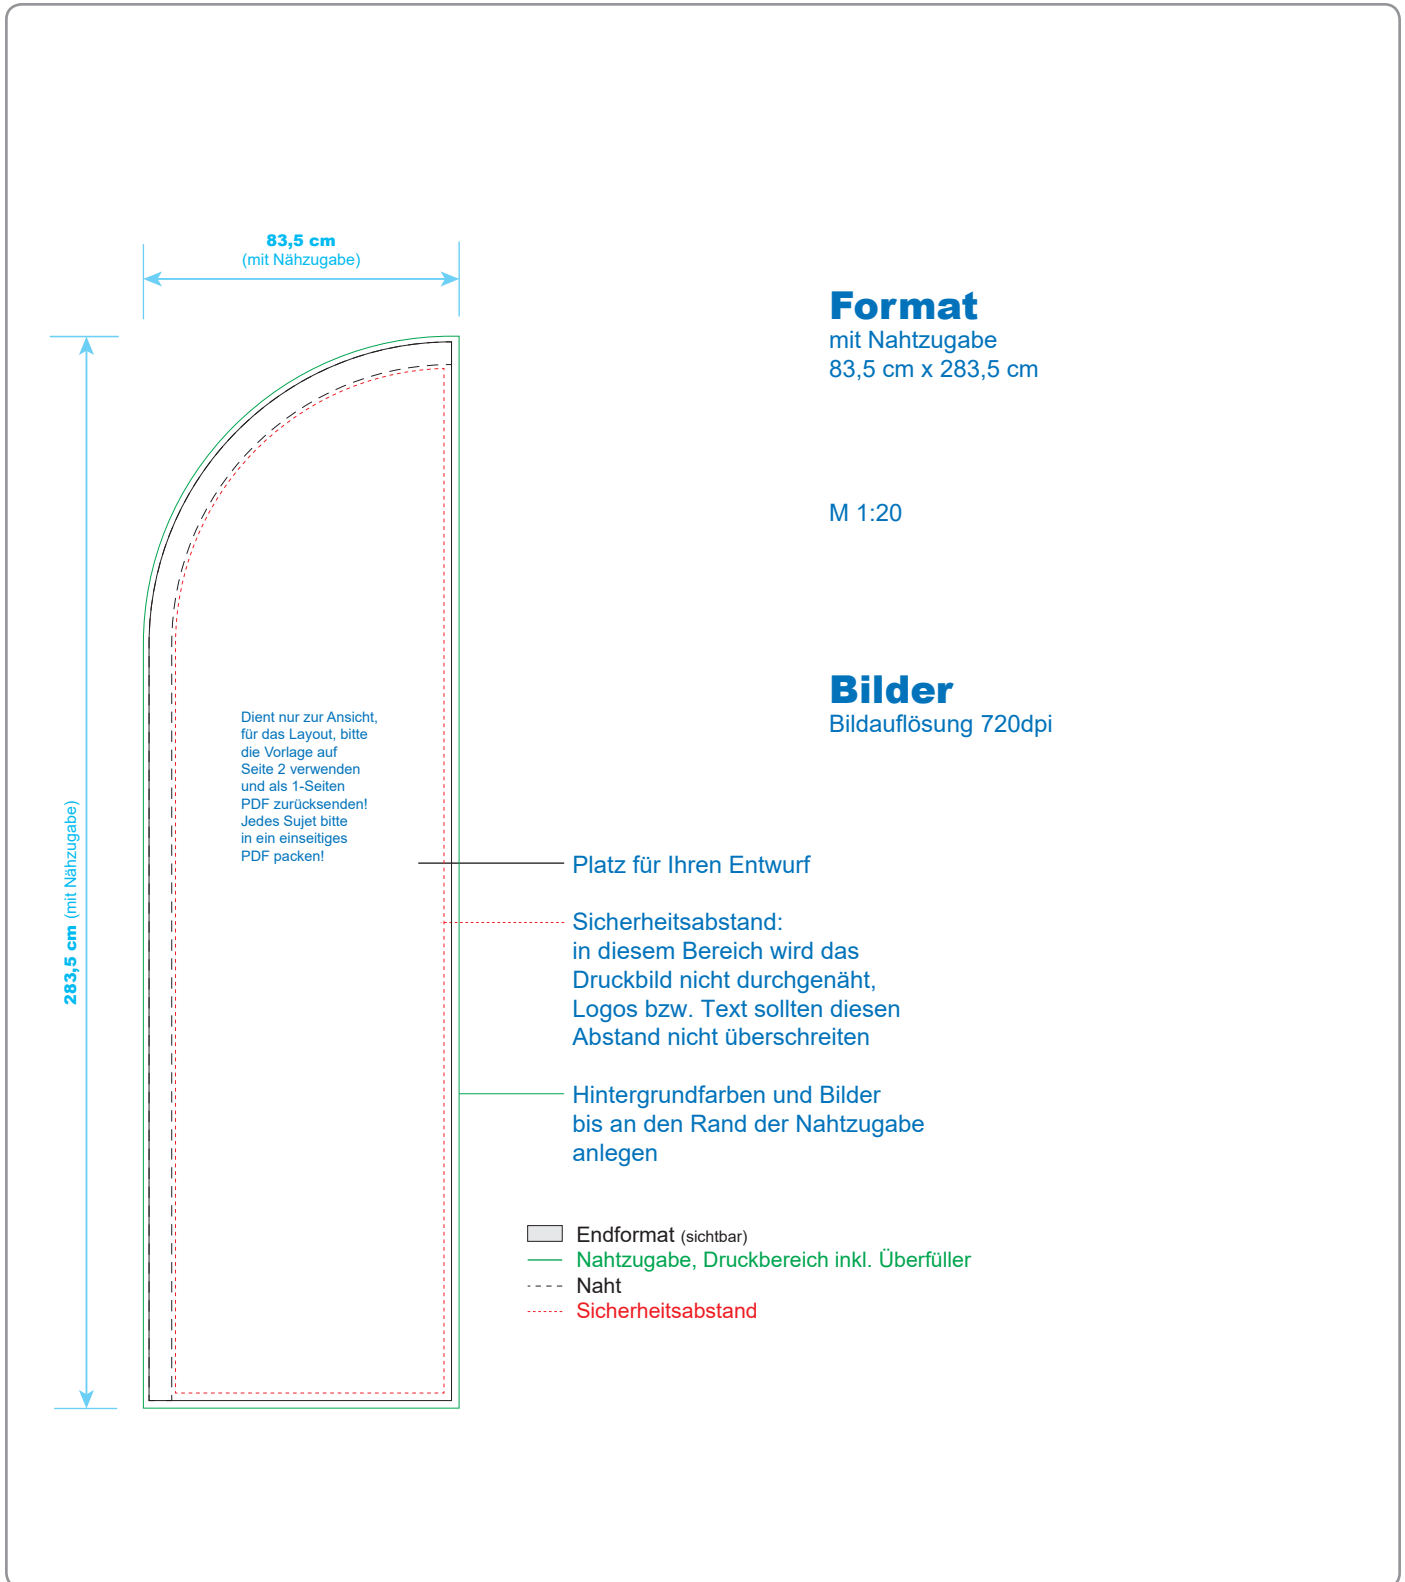 83,5 cm
(mit Nähzugabe)
283,5 cm (mit Nähzugabe)
Format
mit Nahtzugabe
83,5 cm x 283,5 cm
M 1:20
Bilder
Bildauflösung 720dpi
Dient nur zur Ansicht,
für das Layout, bitte
die Vorlage auf
Seite 2 verwenden
und als 1-Seiten
PDF zurücksenden!
Jedes Sujet bitte
in ein einseitiges
PDF packen!
Platz für Ihren Entwurf
Sicherheitsabstand:
in diesem Bereich wird das
Druckbild nicht durchgenäht,
Logos bzw. Text sollten diesen
Abstand nicht überschreiten
Hintergrundfarben und Bilder
bis an den Rand der Nahtzugabe
anlegen
Endformat (sichtbar)
Nahtzugabe, Druckbereich inkl. Überfüller
Naht
Sicherheitsabstand